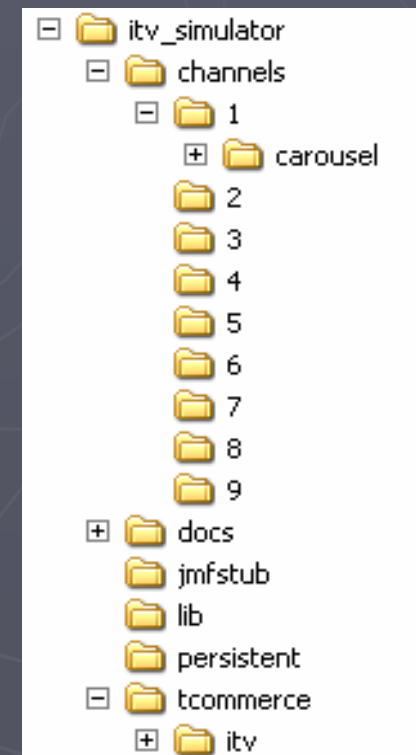 itv_simulator
channels
1
carousel
2
3
4
5
6
7
8
9
docs
jmfstub
lib
persistent
tcommerce
itv